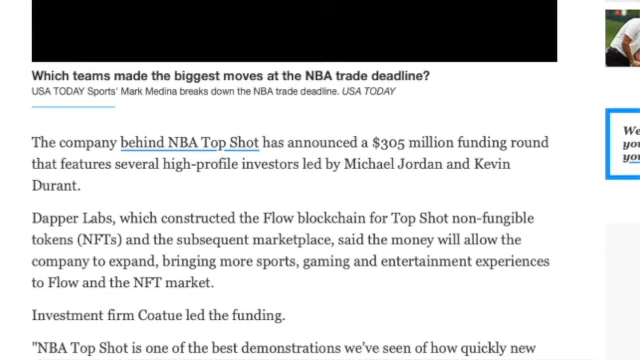 Which teams made the biggest moves at the NBA trade deadline?
USA TODAY Sports' Mark Medina breaks down the NBA trade deadline. USA TODAY
The company behind NBA Top Shot has announced a $305 million funding round
that features several high-profile investors led by Michael Jordan and Kevin
Durant.
Dapper Labs, which constructed the Flow blockchain for Top Shot non-fungible
tokens (NFTs) and the subsequent marketplace, said the money will allow the
company to expand, bringing more sports, gaming and entertainment experiences
to Flow and the NFT market.
Investment firm Coatue led the funding.
"NBA Top Shot is one of the best demonstrations we've seen of how quickly new
We
you
yo